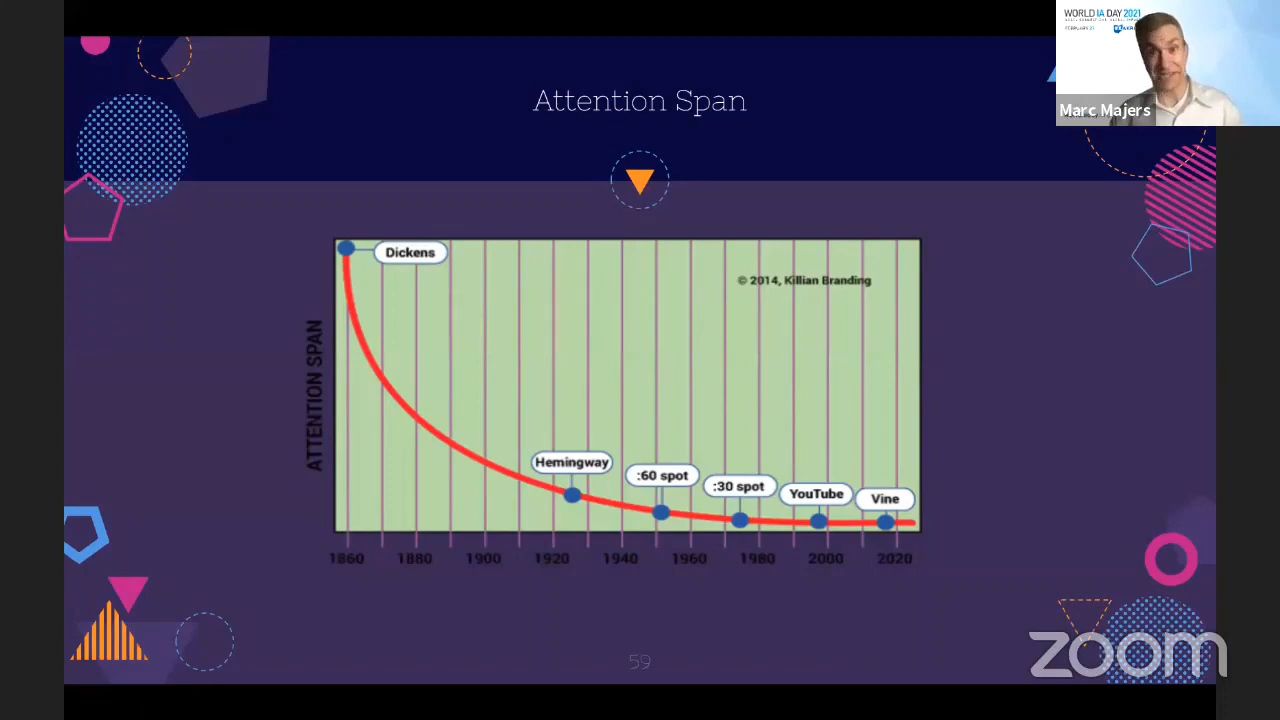 WORLD IA DAY 2021
Marc Majers
Attention Span
Dickens
© 2014, Killian Branding
ATTENTION SPAN
Hemingway
:60 spot
:30 spot
YouTube
Vine
1860 1880 1900 1920 1940 1960 1980 2000 2020
59
zoom